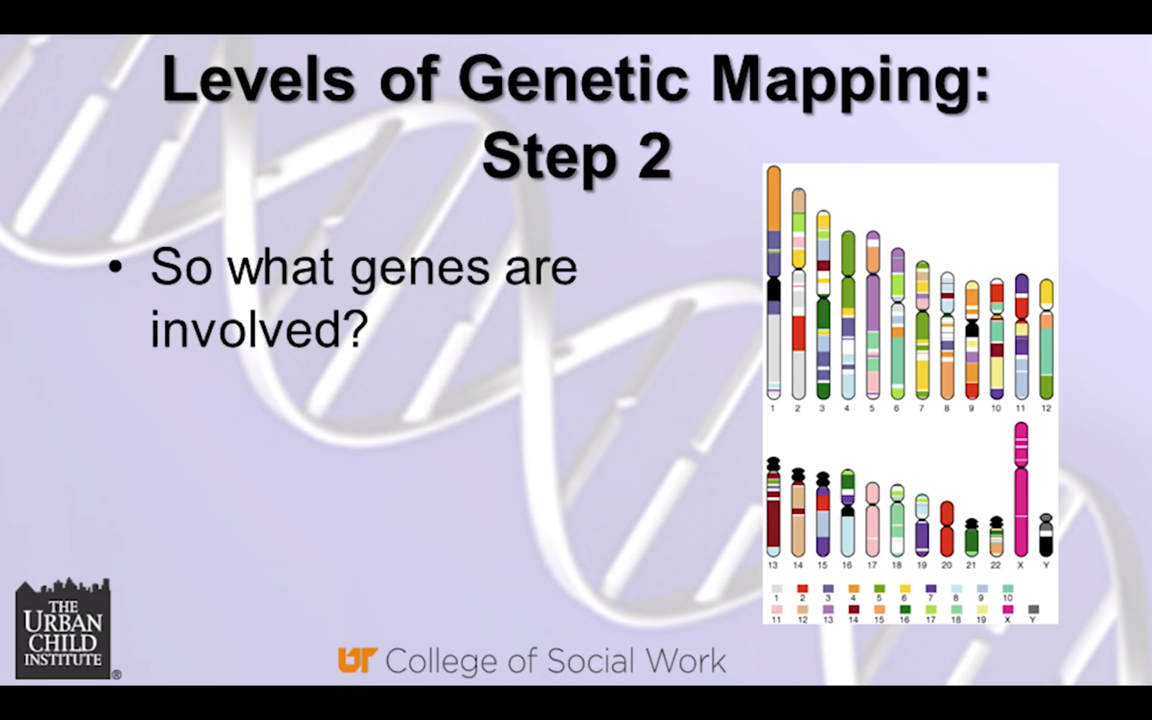 Levels of Genetic Mapping:
Step 2
• So what genes are
involved?
1 2 3 4 5 6 7 8 9 10 11 12
13 14 15 16 17 18 19 20 21 22 X Y
1 2 3 4 5 6 7 8 9 10
11 12 13 14 15 16 17 18 19 X Y
THE
URBAN
CHILD
INSTITUTE
®
UT College of Social Work